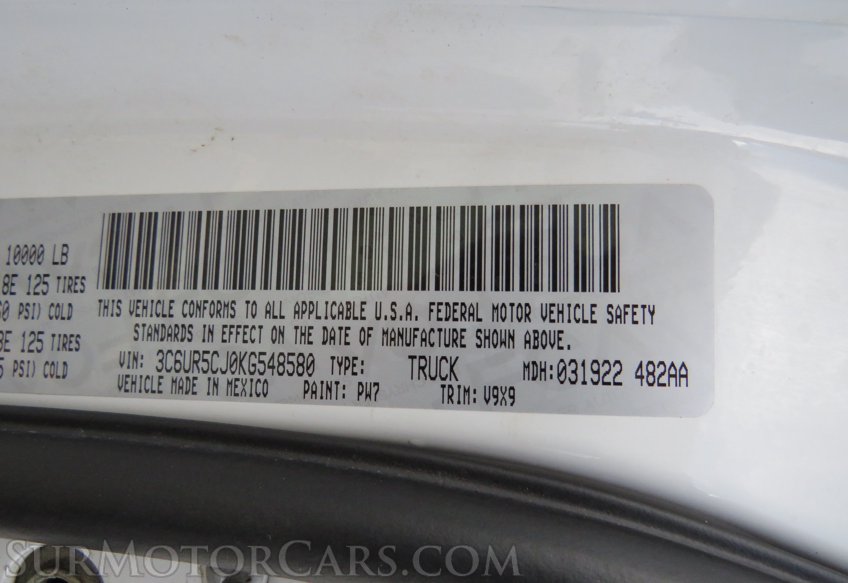 10000 LB
8E 125 TIRES
PSI) COLD
125 TIRES
PSI) COLD
THIS VEHICLE CONFORMS TO ALL APPLICABLE U.S.A. FEDERAL MOTOR VEHICLE SAFETY
STANDARDS IN EFFECT ON THE DATE OF MANUFACTURE SHOWN ABOVE.
VIN: 3C6UR5CJ0KG548580 TYPE: TRUCK MDH:031922 482AA
VEHICLE MADE IN MEXICO PAINT: PW7 TRIM: V9X9
SURMOTORCARS.COM